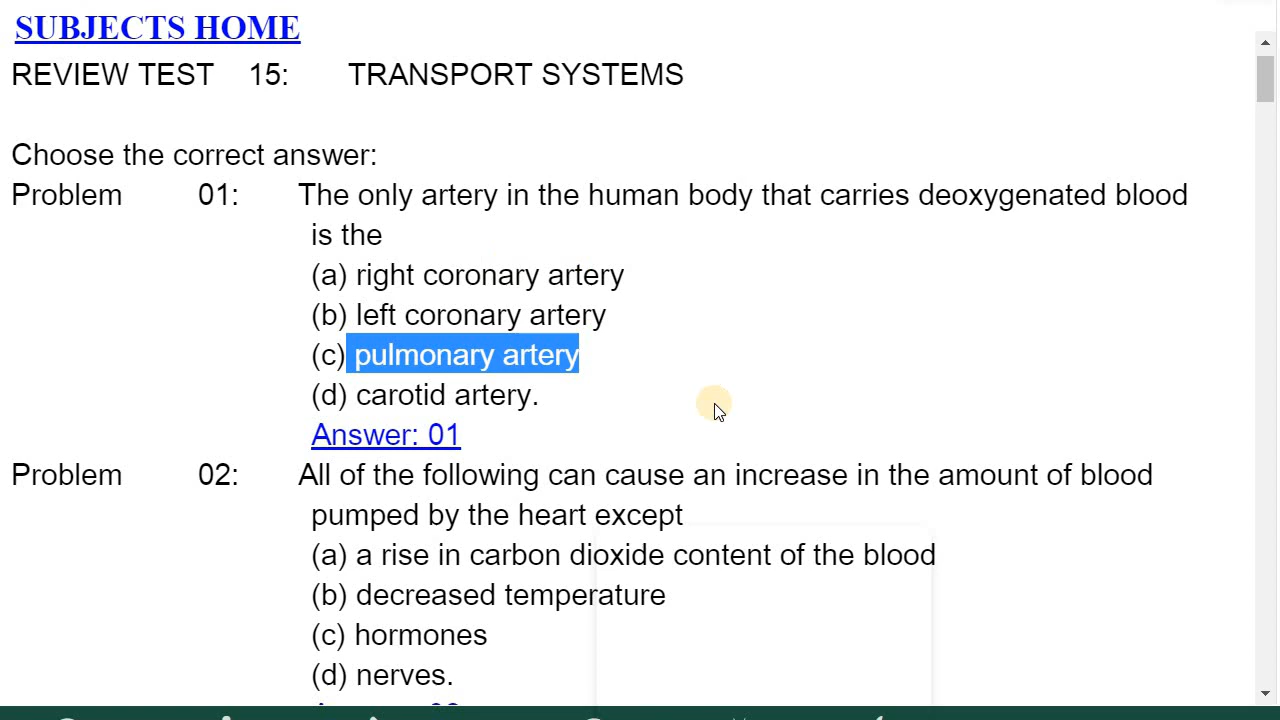 SUBJECTS HOME
REVIEW TEST 15: TRANSPORT SYSTEMS
Choose the correct answer:
Problem 01: The only artery in the human body that carries deoxygenated blood
is the
(a) right coronary artery
(b) left coronary artery
(c) pulmonary artery
(d) carotid artery.
Answer: 01
Problem 02: All of the following can cause an increase in the amount of blood
pumped by the heart except
(a) a rise in carbon dioxide content of the blood
(b) decreased temperature
(c) hormones
(d) nerves.